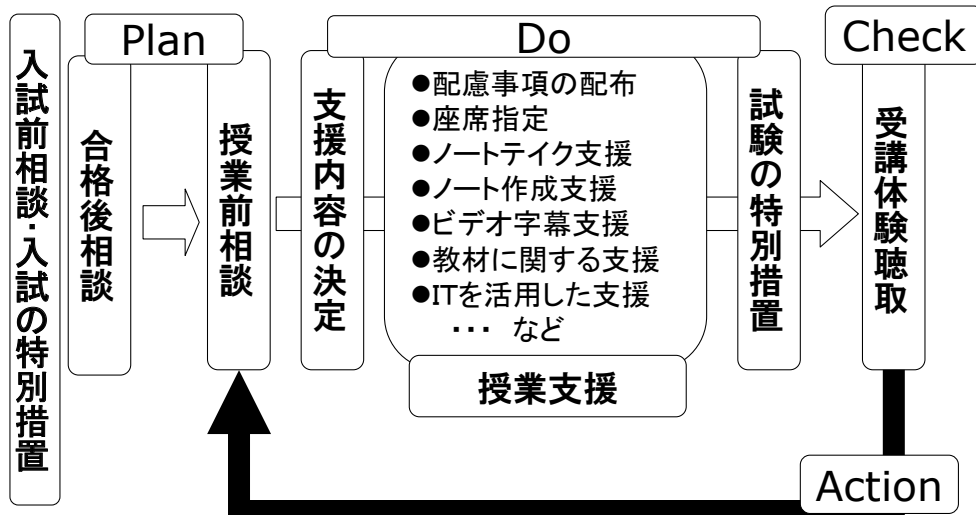 入試前相談・入試の特別措置
Plan
合格後相談
授業前相談
Do
支援内容の決定
●配慮事項の配布
●座席指定
●ノートテイク支援
●ノート作成支援
●ビデオ字幕支援
●教材に関する支援
●ITを活用した支援
・・・ など
授業支援
試験の特別措置
Check
受講体験聴取
Action